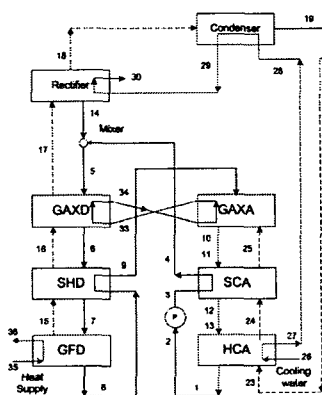 19
Condenser
18
29
28
Rectifier
30
14
Mixer
17
5
34
GAXD
33
GAXA
16
6
9
4
10
11
25
SHD
3
SCA
15
7
P
2
12
13
24
36
GFD
35
HCA
27
26
Heat
Supply
8
1
Cooling
water
23